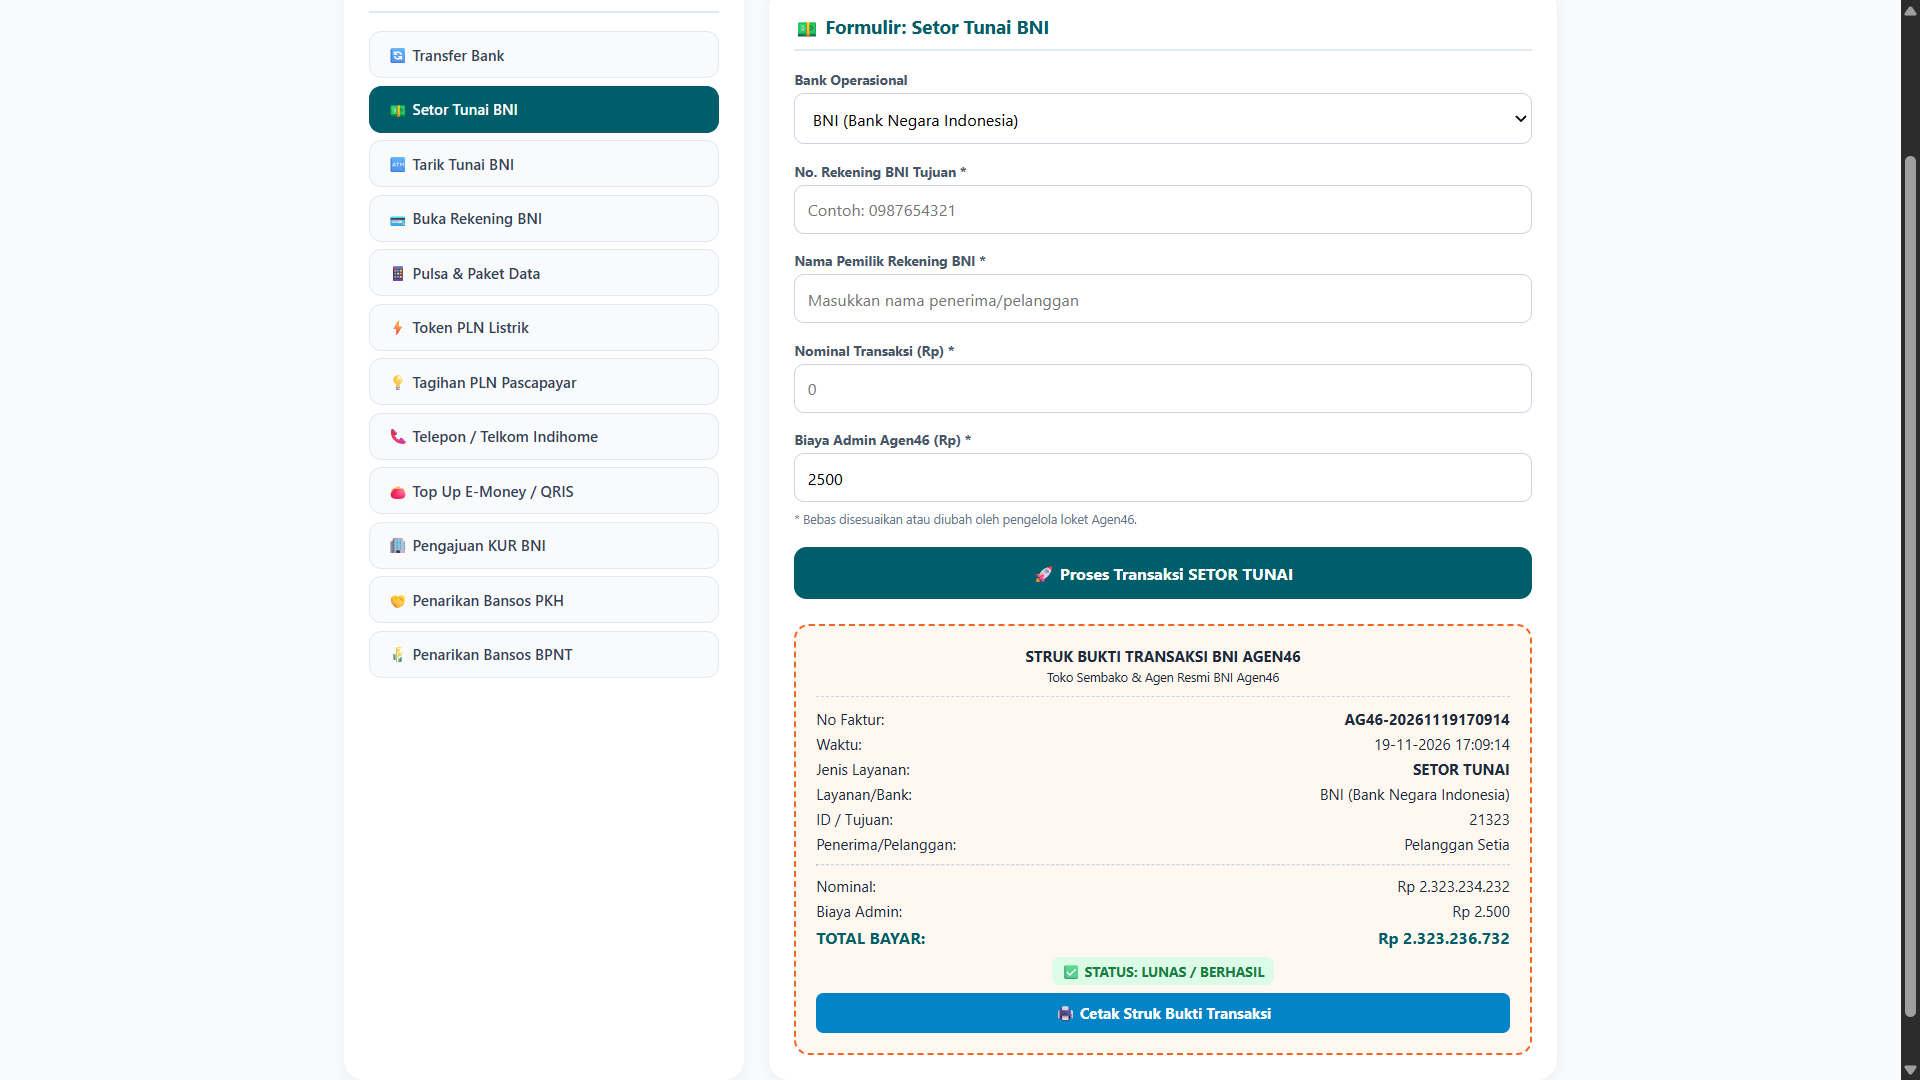 Transfer Bank
Setor Tunai BNI
Tarik Tunai BNI
Buka Rekening BNI
Pulsa & Paket Data
Token PLN Listrik
Tagihan PLN Pascapayar
Telepon / Telkom Indihome
Top Up E-Money / QRIS
Pengajuan KUR BNI
Penarikan Bansos PKH
Penarikan Bansos BPNT
Formulir: Setor Tunai BNI
Bank Operasional
BNI (Bank Negara Indonesia)
No. Rekening BNI Tujuan *
Contoh: 0987654321
Nama Pemilik Rekening BNI *
Masukkan nama penerima/pelanggan
Nominal Transaksi (Rp) *
0
Biaya Admin Agen46 (Rp) *
2500
* Bebas disesuaikan atau diubah oleh pengelola loket Agen46.
Proses Transaksi SETOR TUNAI
STRUK BUKTI TRANSAKSI BNI AGEN46
Toko Sembako & Agen Resmi BNI Agen46
No Faktur: AG46-20261119170914
Waktu: 19-11-2026 17:09:14
Jenis Layanan: SETOR TUNAI
Layanan/Bank: BNI (Bank Negara Indonesia)
ID / Tujuan: 21323
Penerima/Pelanggan: Pelanggan Setia
Nominal: Rp 2.323.234.232
Biaya Admin: Rp 2.500
TOTAL BAYAR: Rp 2.323.236.732
STATUS: LUNAS / BERHASIL
Cetak Struk Bukti Transaksi